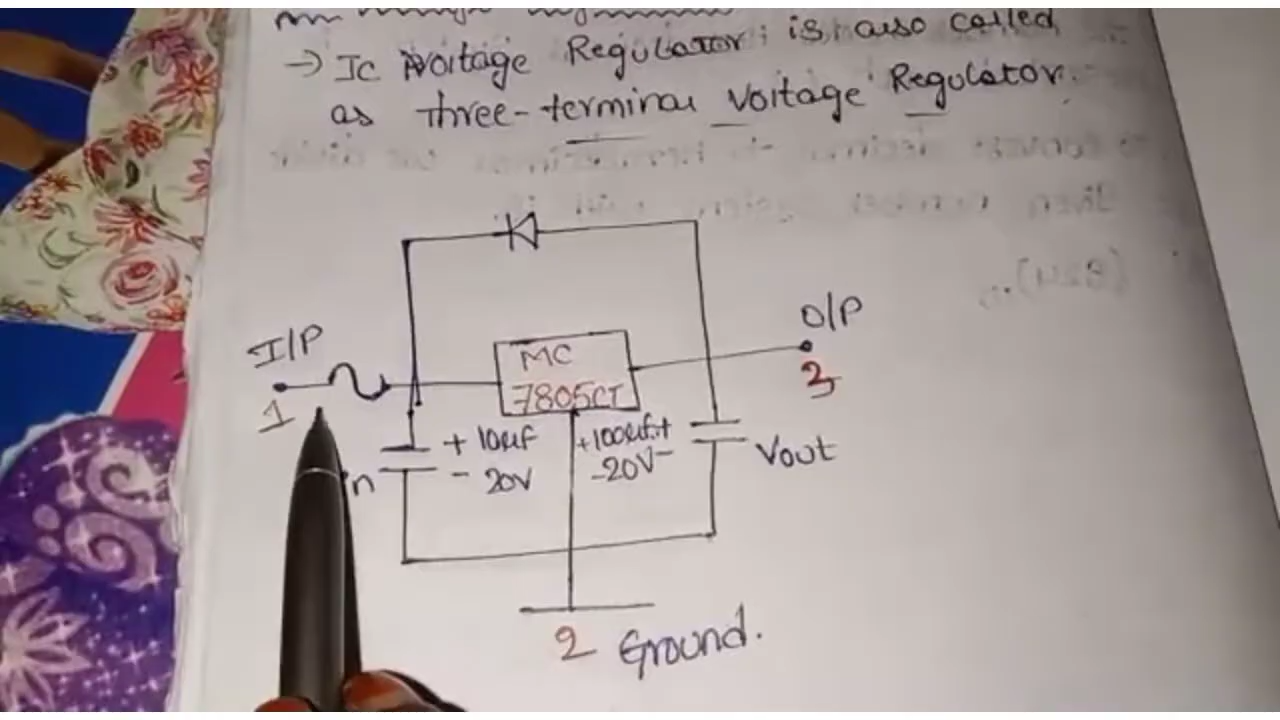 → Ic Voltage Regulator is also called
as three-terminal voltage Regulator.
I/P
1
MC
7805CT
O/P
3
+ 10uf
- 20V
+100uf+
-20V-
in
Vout
2 Ground.